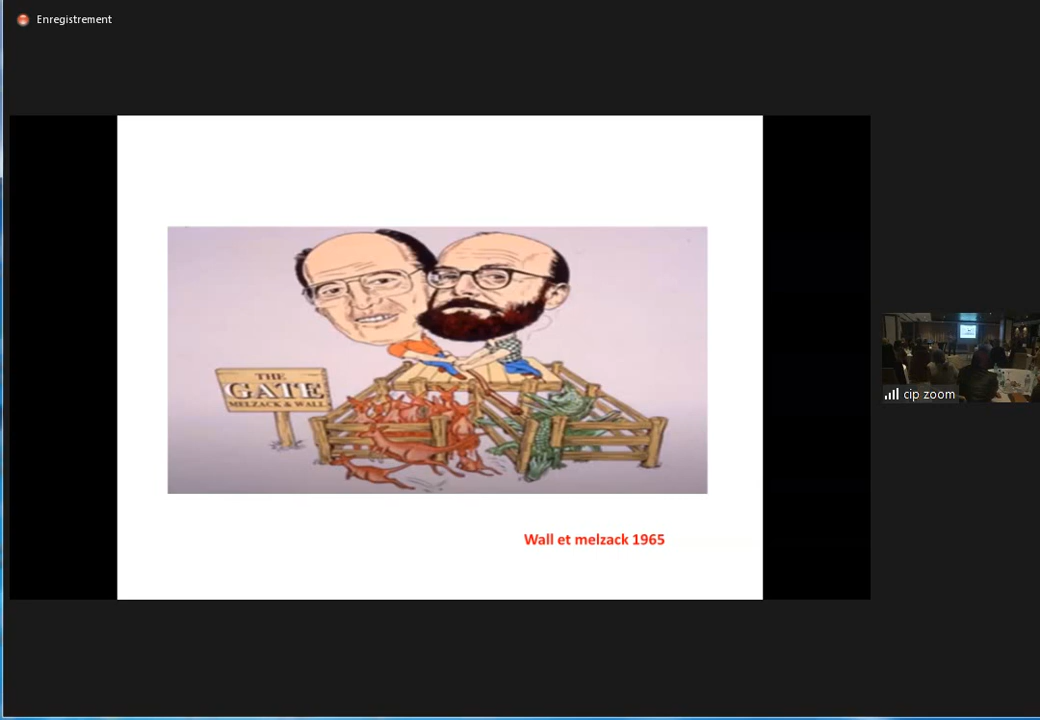 Enregistrement
THE
GATE
MELZACK & WALL
Wall et melzack 1965
cip zoom